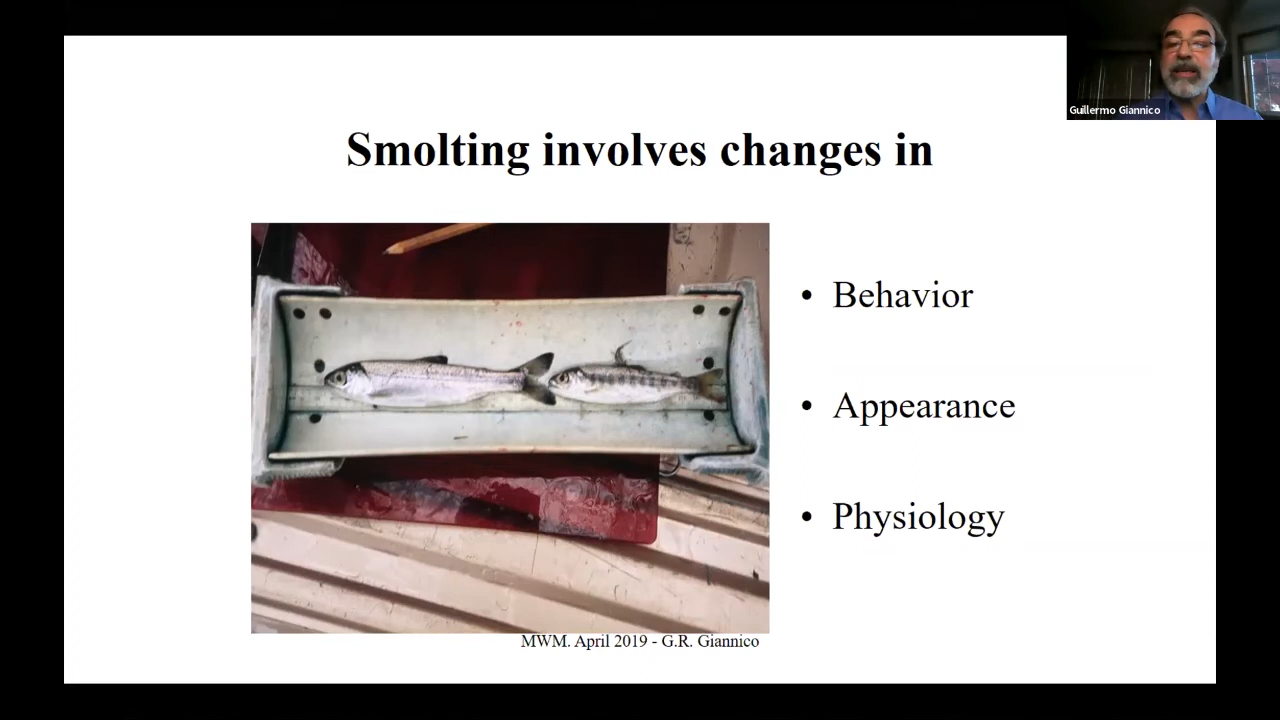 Guillermo Giannico
Smolting involves changes in
• Behavior
• Appearance
• Physiology
MWM. April 2019 - G.R. Giannico